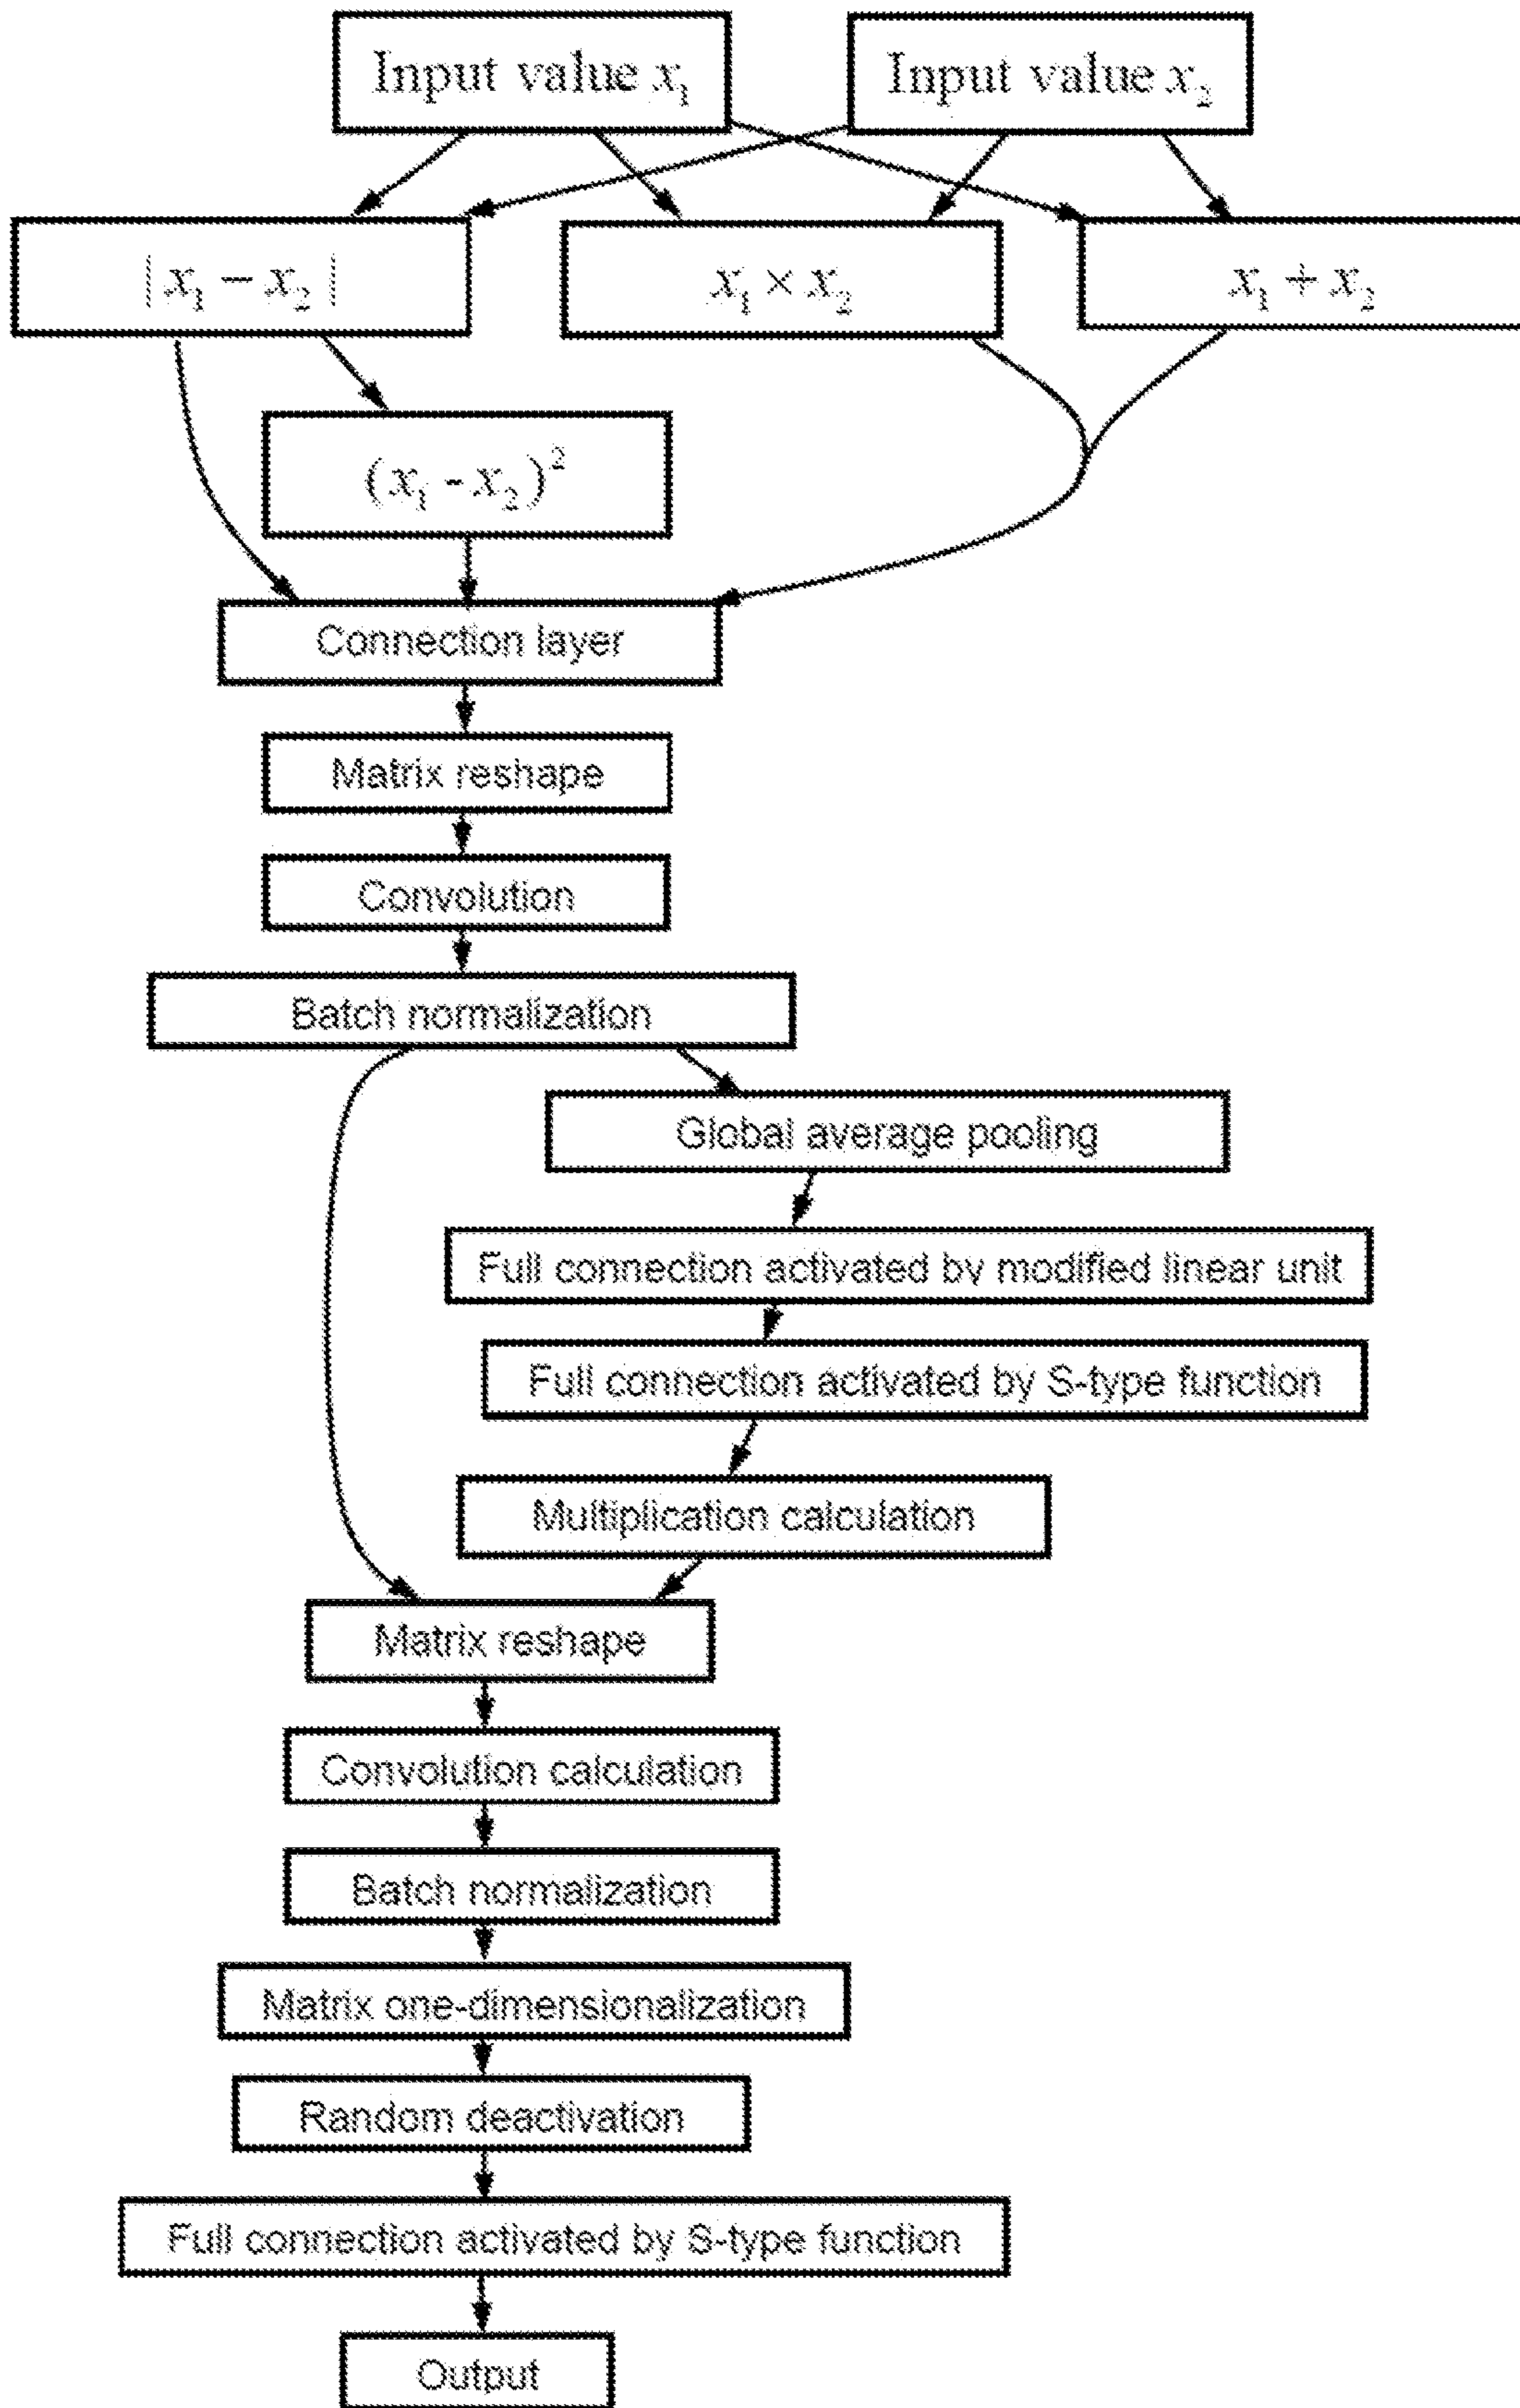 Input value x₁
Input value x₂
| x₁ − x₂ |
x₁ × x₂
x₁ + x₂
(x₁ - x₂)²
Connection layer
Matrix reshape
Convolution
Batch normalization
Global average pooling
Full connection activated by modified linear unit
Full connection activated by S-type function
Multiplication calculation
Matrix reshape
Convolution calculation
Batch normalization
Matrix one-dimensionalization
Random deactivation
Full connection activated by S-type function
Output